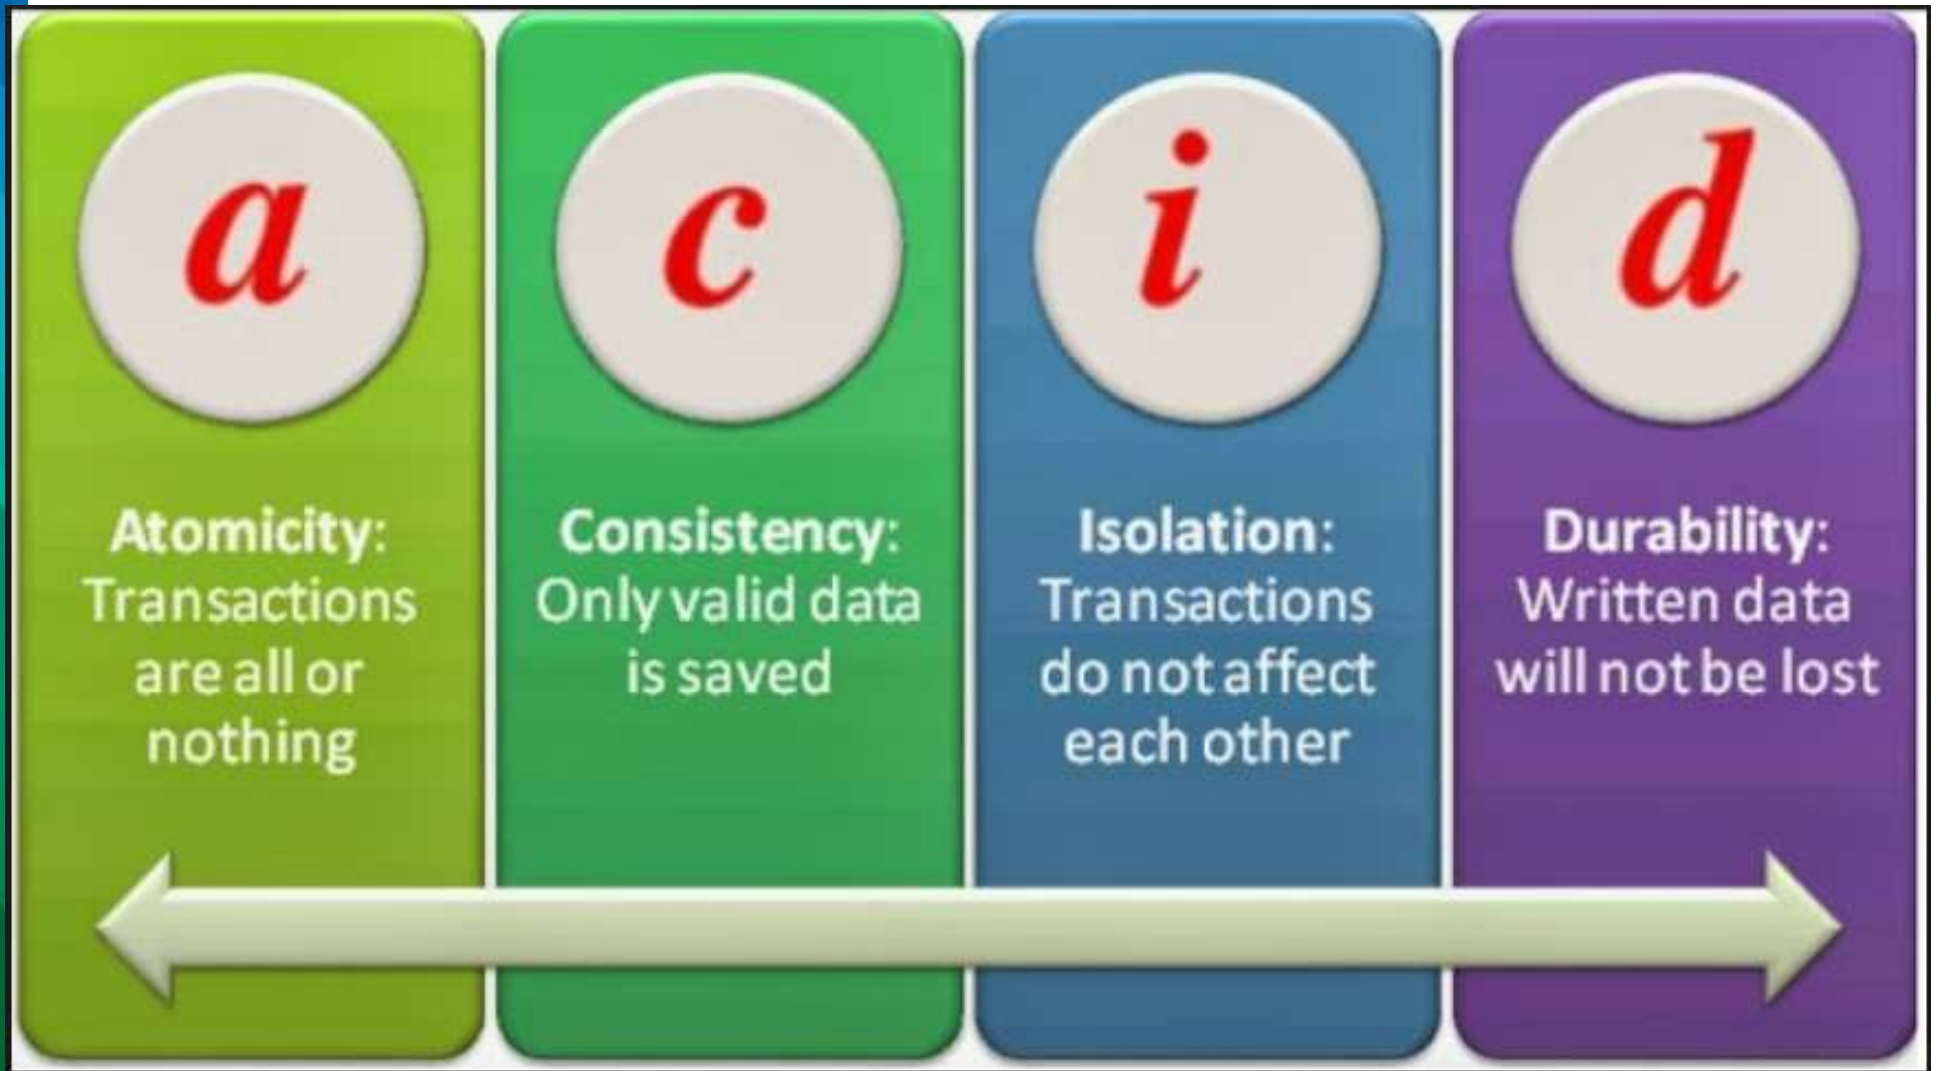 a
Atomicity:
Transactions
are all or
nothing
c
Consistency:
Only valid data
is saved
i
Isolation:
Transactions
do not affect
each other
d
Durability:
Written data
will not be lost